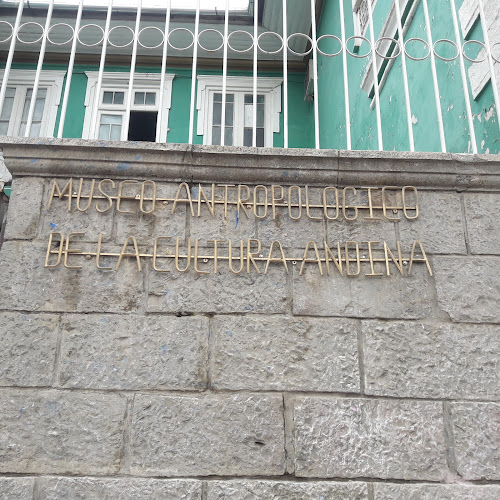 MUSEO ANTROPOLOGICO
DE LA CULTURA ANDINA